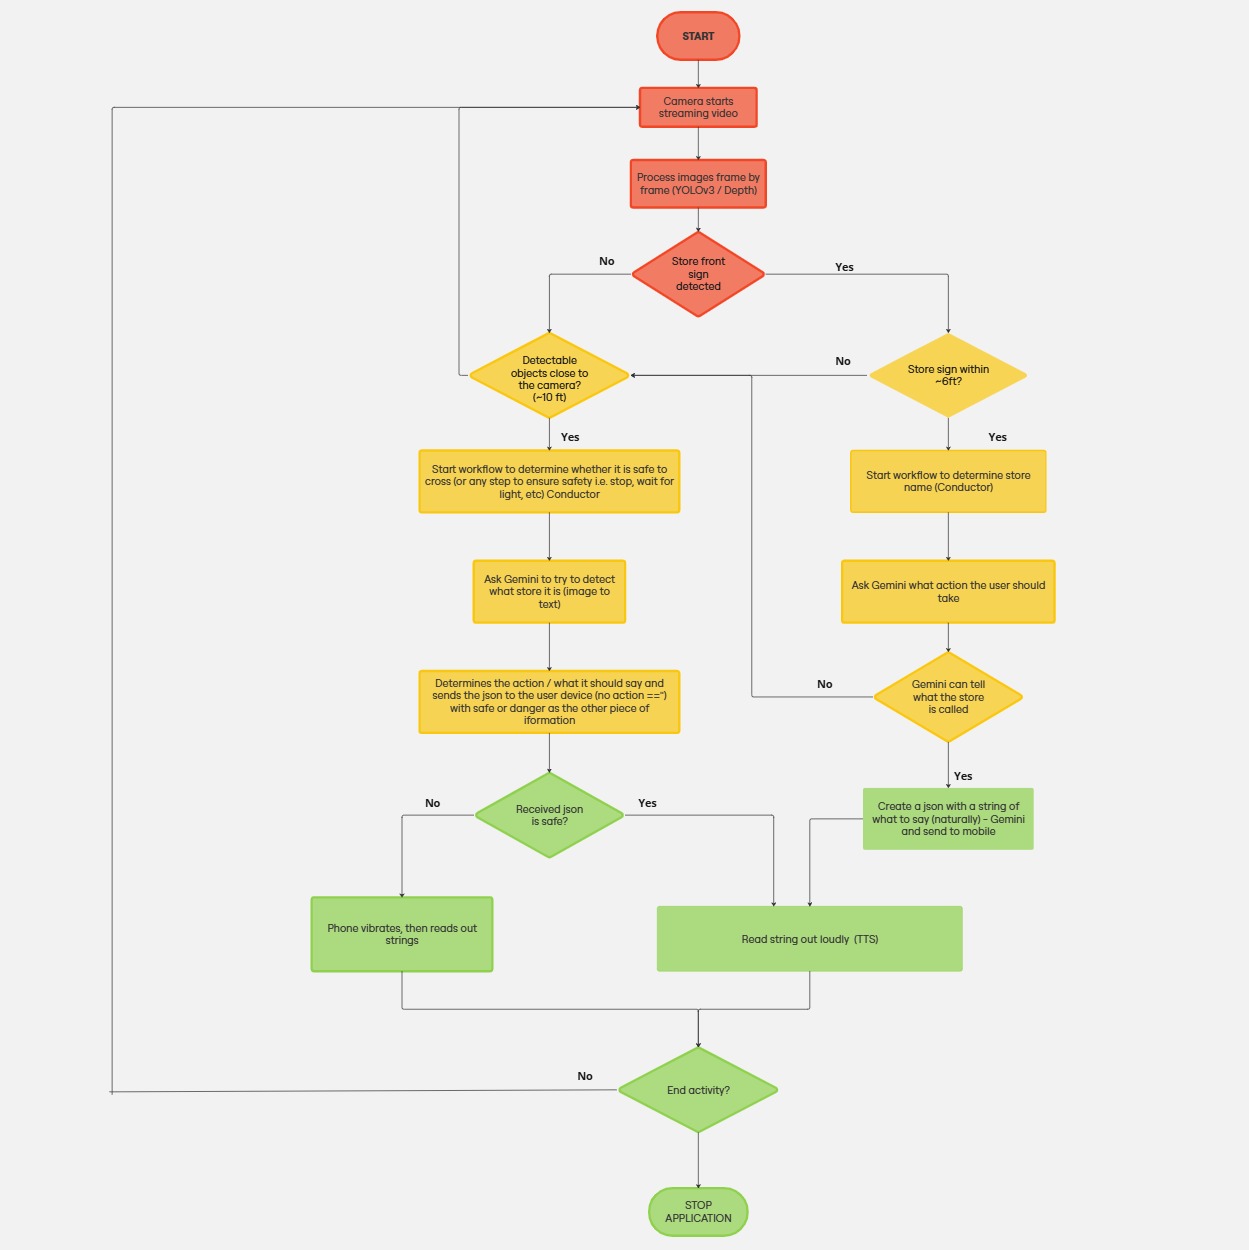 START
Camera starts
streaming video
Process images frame by
frame (YOLOv3 / Depth)
Store front
sign
detected
No
Yes
Detectable
objects close to
the camera?
(~10 ft)
No
Store sign within
~6ft?
Yes
Yes
Start workflow to determine whether it is safe to
cross (or any step to ensure safety i.e. stop, wait for
light, etc) Conductor
Start workflow to determine store
name (Conductor)
Ask Gemini to try to detect
what store it is (image to
text)
Ask Gemini what action the user should
take
Determines the action / what it should say and
sends the json to the user device (no action =='')
with safe or danger as the other piece of
iformation
No
Gemini can tell
what the store
is called
Yes
No
Received json
is safe?
Yes
Create a json with a string of
what to say (naturally) - Gemini
and send to mobile
Phone vibrates, then reads out
strings
Read string out loudly (TTS)
No
End activity?
STOP
APPLICATION